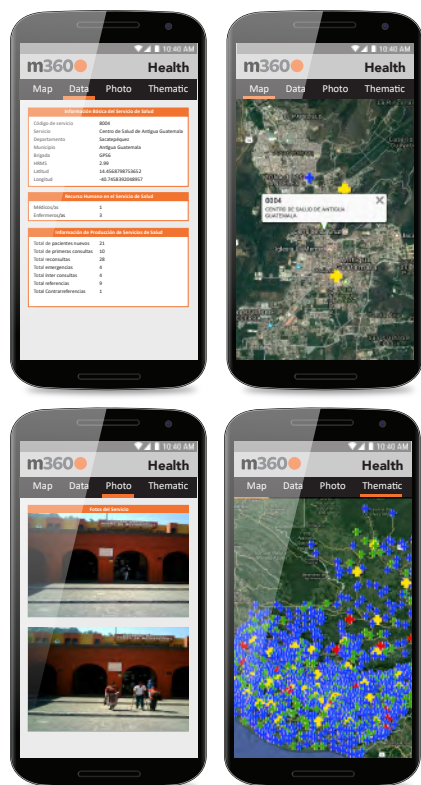 10:40 AM
m360
Health
Map Data Photo Thematic
Información Básica del Servicio de Salud
Código de servicio 8004
Servicio Centro de Salud de Antigua Guatemala
Departamento Sacatepéquez
Municipio Antigua Guatemala
Brigada GPS6
HRMS 2.99
Latitud 14.4568798753652
Longitud -40.7458392048957
Recurso Humano en el Servicio de Salud
Médicos/as 1
Enfermeros/as 3
Información de Producción de Servicios de Salud
Total de pacientes nuevos 21
Total de primeras consultas 10
Total de reconsultas 28
Total emergencias 4
Total inter consultas 4
Total referencias 9
Total Contrarreferencias 1
10:40 AM
m360
Health
Map Data Photo Thematic
0004
CENTRO DE SALUD DE ANTIGUA
GUATEMALA
10:40 AM
m360
Health
Map Data Photo Thematic
Fotos del Servicio
10:40 AM
m360
Health
Map Data Photo Thematic